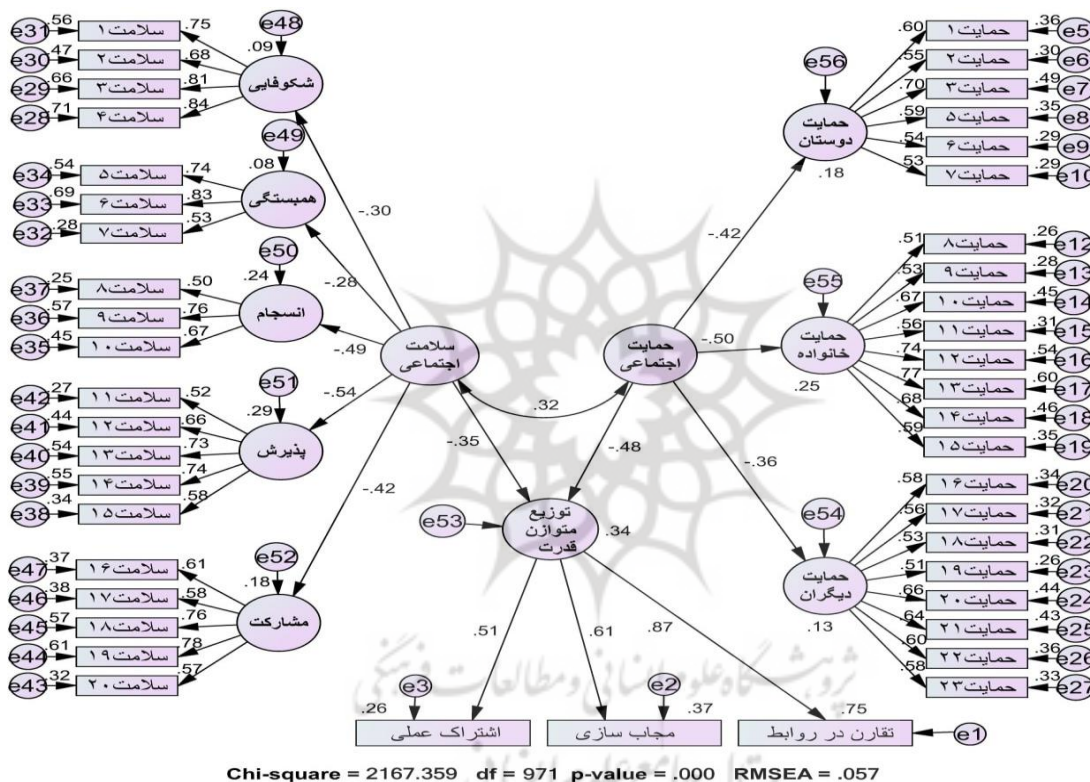 e31 .56 سلامت۱ .75
e30 .47 سلامت۲ .68
e29 .66 سلامت۳ .81
e28 .71 سلامت۴ .84
e48
.09
شکوفایی
e34 .54 سلامت۵ .74
e33 .69 سلامت۶ .83
e32 .28 سلامت۷ .53
e49
.08
همبستگی
e37 .25 سلامت۸ .50
e36 .57 سلامت۹ .76
e35 .45 سلامت۱۰ .67
e50
.24
انسجام
e42 .27 سلامت۱۱ .52
e41 .44 سلامت۱۲ .66
e40 .54 سلامت۱۳ .73
e39 .55 سلامت۱۴ .74
e38 .34 سلامت۱۵ .58
e51
.29
پذیرش
e47 .37 سلامت۱۶ .61
e46 .38 سلامت۱۷ .58
e45 .57 سلامت۱۸ .76
e44 .61 سلامت۱۹ .78
e43 .32 سلامت۲۰ .57
e52
.18
مشارکت
-.30
-.28
-.49
-.54
-.42
سلامت
اجتماعی
.32
حمایت
اجتماعی
-.35
-.48
-.42
-.50
-.36
e56
حمایت
دوستان
.18
.60 حمایت۱ .36 e5
.55 حمایت۲ .30 e6
.70 حمایت۳ .49 e7
.59 حمایت۵ .35 e8
.54 حمایت۶ .29 e9
.53 حمایت۷ .29 e10
e55
حمایت
خانواده
.25
.51 حمایت۸ .26 e12
.53 حمایت۹ .28 e13
.67 حمایت۱۰ .45 e14
.56 حمایت۱۱ .31 e15
.74 حمایت۱۲ .54 e16
.77 حمایت۱۳ .60 e17
.68 حمایت۱۴ .46 e18
.59 حمایت۱۵ .35 e19
e54
حمایت
دیگران
.13
.58 حمایت۱۶ .34 e20
.56 حمایت۱۷ .32 e21
.53 حمایت۱۸ .31 e22
.51 حمایت۱۹ .26 e23
.66 حمایت۲۰ .44 e24
.64 حمایت۲۱ .43 e25
.60 حمایت۲۲ .36 e26
.58 حمایت۲۳ .33 e27
e53
توزیع
متوازن
قدرت
.34
.51 .61 .87
e3 e2 e1
.26 .37 .75
اشتراک عملی
مجاب سازی
تقارن در روابط
پژوهشگاه علوم انسانی و مطالعات فرهنگی
Chi-square = 2167.359 df = 971 p-value = .000 RMSEA = .057